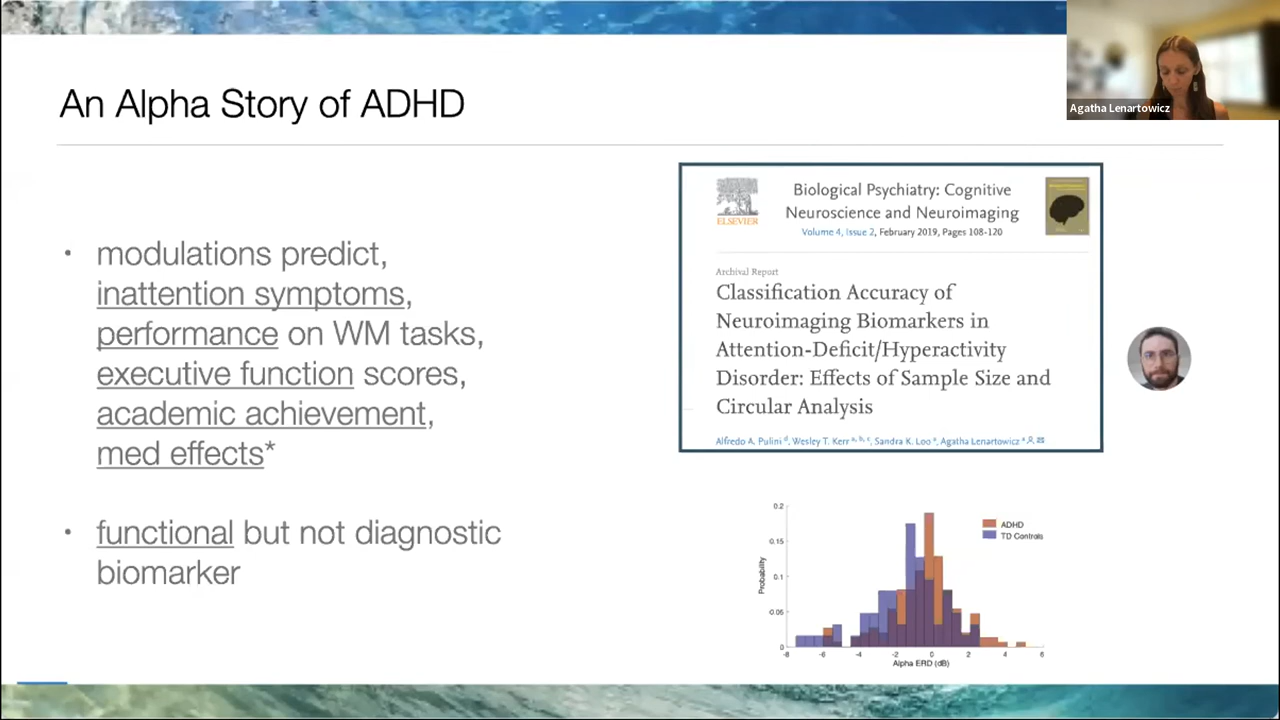 Agatha Lenartowicz
An Alpha Story of ADHD
• modulations predict,
inattention symptoms,
performance on WM tasks,
executive function scores,
academic achievement,
med effects*
• functional but not diagnostic
biomarker
ELSEVIER
Biological Psychiatry: Cognitive
Neuroscience and Neuroimaging
Volume 4, Issue 2, February 2019, Pages 108-120
Archival Report
Classification Accuracy of
Neuroimaging Biomarkers in
Attention-Deficit/Hyperactivity
Disorder: Effects of Sample Size and
Circular Analysis
Alfredo A. Pulini d, Wesley T. Kerr a, b, c, Sandra K. Loo a, Agatha Lenartowicz a
0.2
0.15
0.1
0.05
0
Probability
ADHD
TD Controls
-8 -6 -4 -2 0 2 4 6
Alpha ERD (dB)